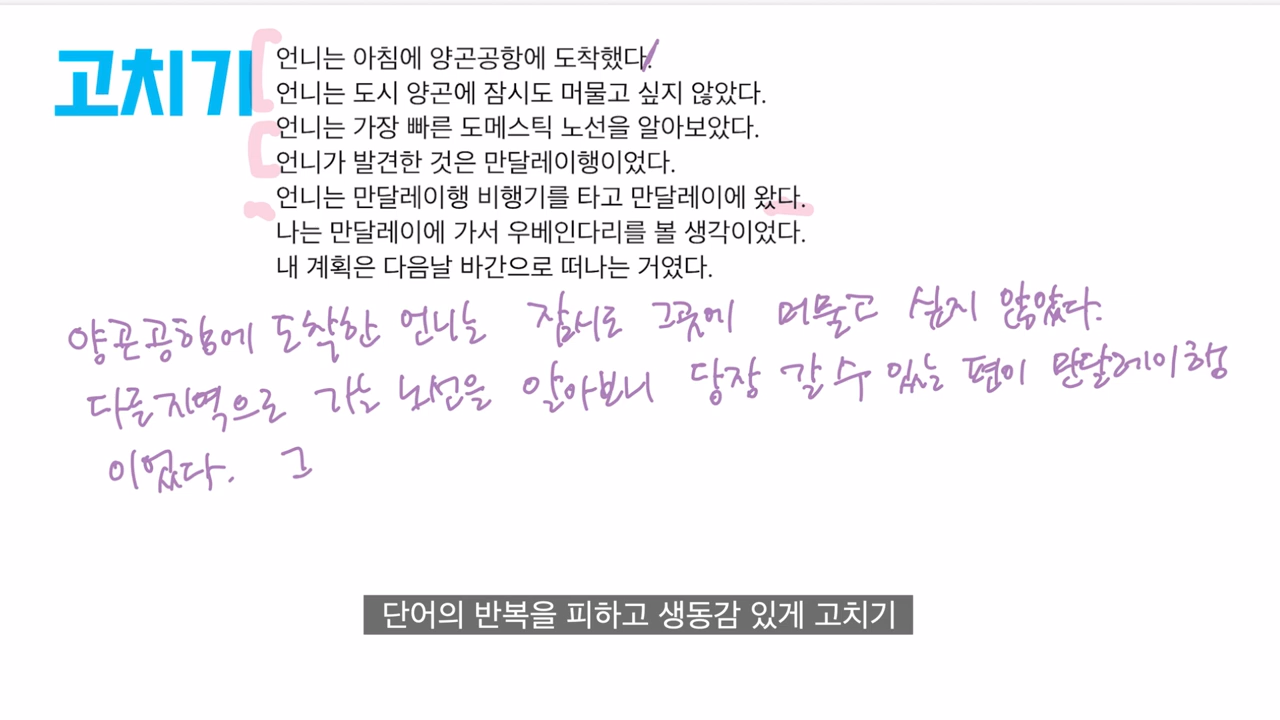 고치기
언니는 아침에 양곤공항에 도착했다.
언니는 도시 양곤에 잠시도 머물고 싶지 않았다.
언니는 가장 빠른 도메스틱 노선을 알아보았다.
언니가 발견한 것은 만달레이행이었다.
언니는 만달레이행 비행기를 타고 만달레이에 왔다.
나는 만달레이에 가서 우베인다리를 볼 생각이었다.
내 계획은 다음날 바간으로 떠나는 거였다.
양곤공항에 도착한 언니는 잠시도 그곳에 머물고 싶지 않았다.
다른지역으로 가는 노선을 알아보니 당장 갈 수 있는 편이 만달레이행
이었다. 그
단어의 반복을 피하고 생동감 있게 고치기